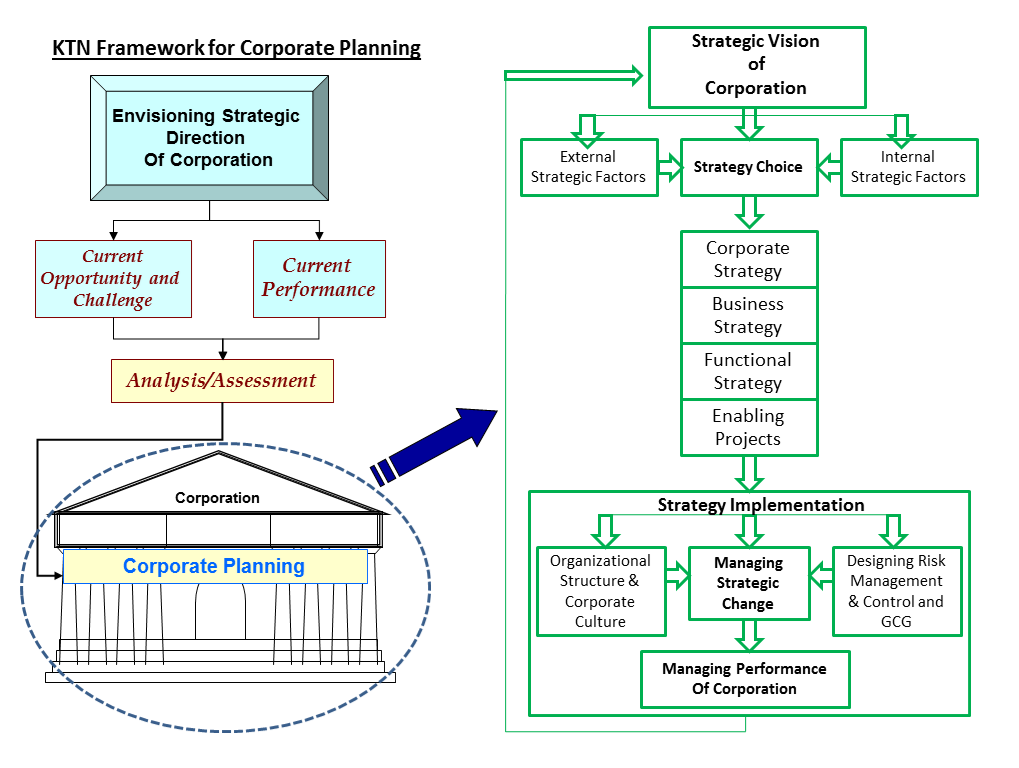 KTN Framework for Corporate Planning
Envisioning Strategic
Direction
Of Corporation
Current
Opportunity and
Challenge
Current
Performance
Analysis/Assessment
Corporation
Corporate Planning
Strategic Vision
of
Corporation
External
Strategic Factors
Strategy Choice
Internal
Strategic Factors
Corporate
Strategy
Business
Strategy
Functional
Strategy
Enabling
Projects
Strategy Implementation
Organizational
Structure &
Corporate
Culture
Managing
Strategic
Change
Designing Risk
Management
& Control and
GCG
Managing Performance
Of Corporation